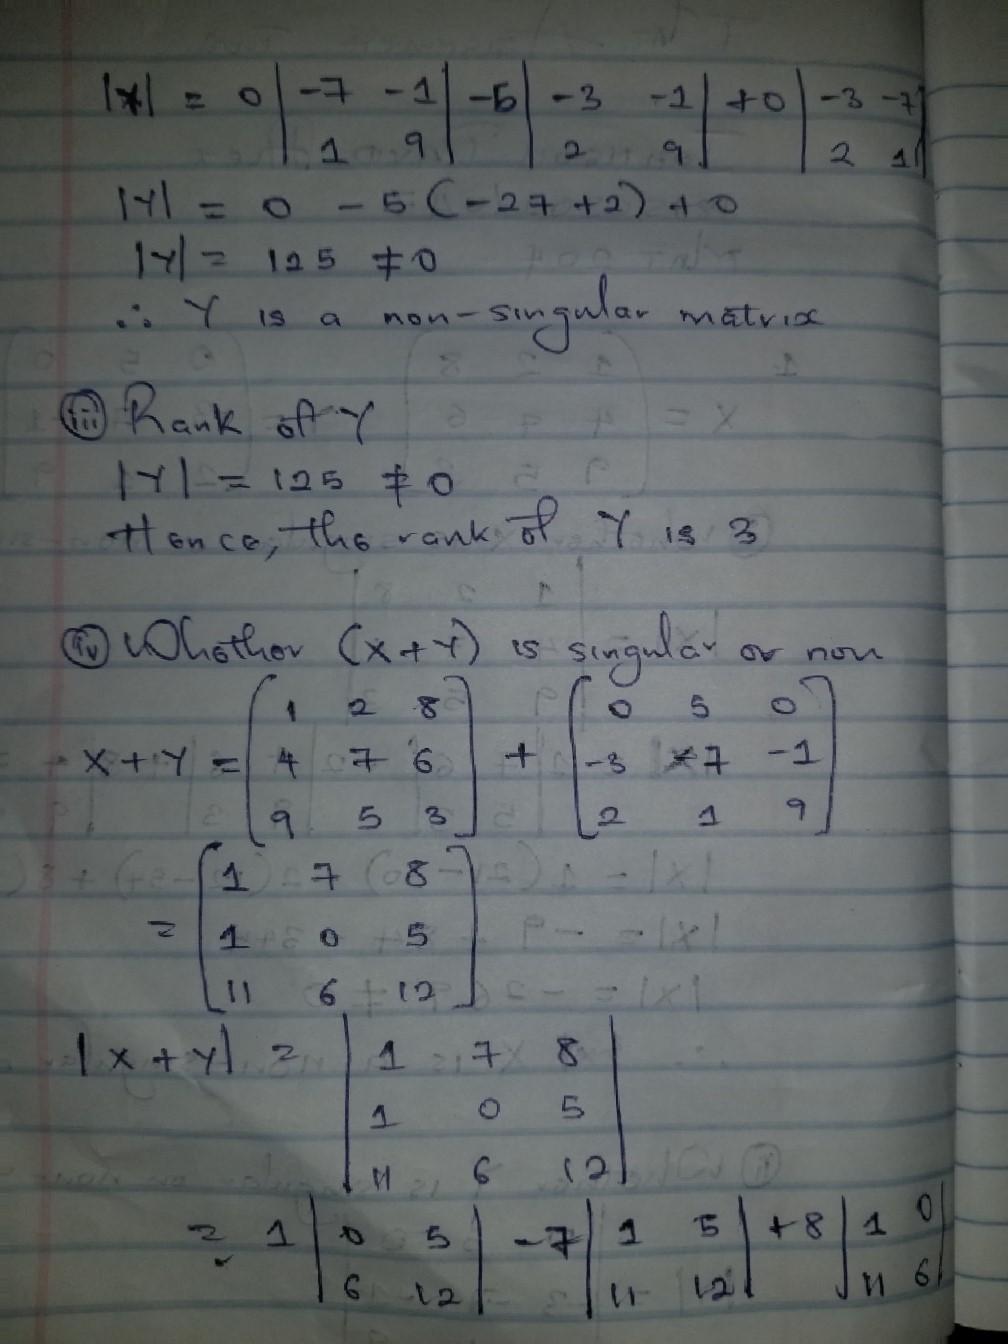 |Y| = 0 | -7 -1 | -5 | -3 -1 | +0 | -3 -7 |
1 9 2 9 2 1
|Y| = 0 - 5 (-27 +2) + 0
|Y| = 125 ≠ 0
∴ Y is a non-singular matrix
(iii) Rank of Y
|Y| = 125 ≠ 0
Hence, the rank of Y is 3
(iv) Whether (X+Y) is singular or non
1 2 8 0 5 0
X + Y = 4 7 6 + -3 -7 -1
9 5 3 2 1 9
1 7 8
= 1 0 5
11 6 12
|X + Y| = 1 7 8
1 0 5
11 6 12
= 1 | 0 5 | -7 | 1 5 | +8 | 1 0 |
6 12 11 12 11 6